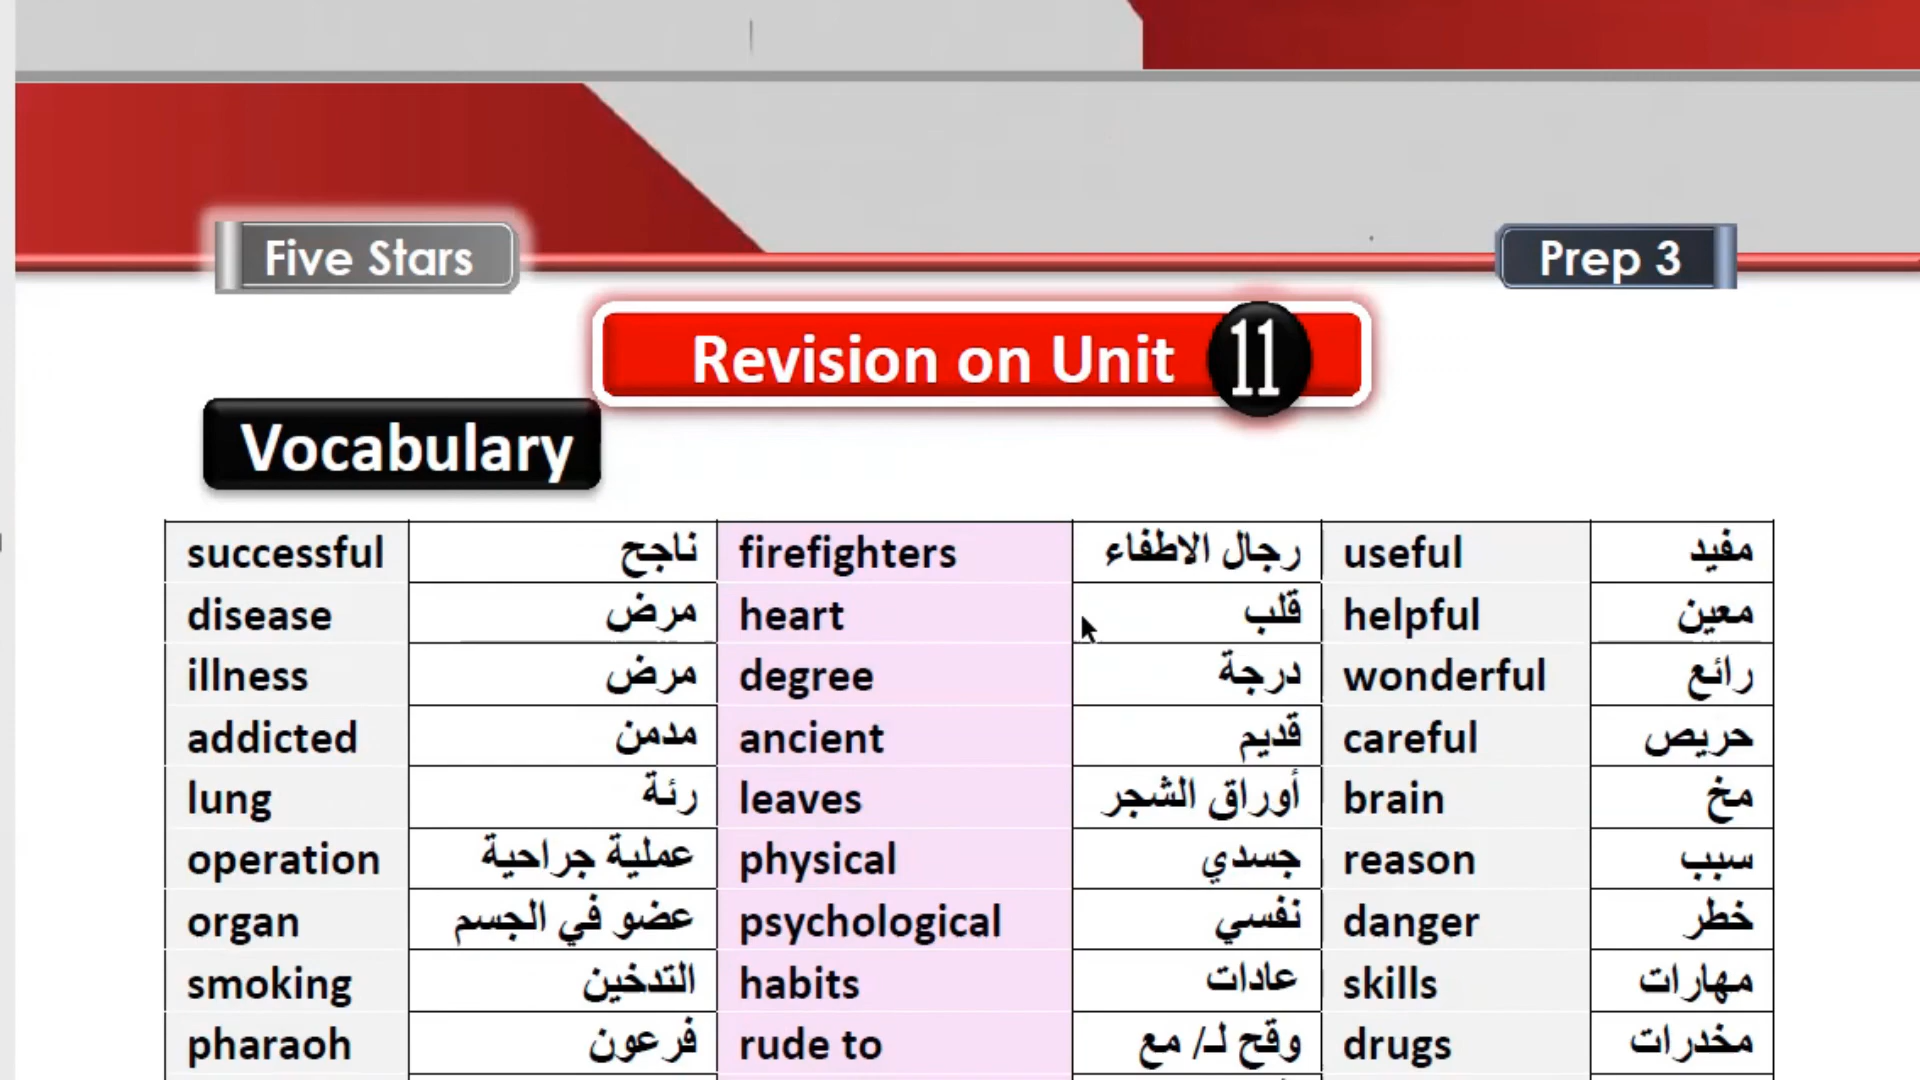 Five Stars
Prep 3
Revision on Unit 11
Vocabulary
successful ناجح firefighters رجال الاطفاء useful مفيد
disease مرض heart قلب helpful معين
illness مرض degree درجة wonderful رائع
addicted مدمن ancient قديم careful حريص
lung رئة leaves أوراق الشجر brain مخ
operation عملية جراحية physical جسدي reason سبب
organ عضو في الجسم psychological نفسي danger خطر
smoking التدخين habits عادات skills مهارات
pharaoh فرعون rude to وقح لـ/ مع drugs مخدرات